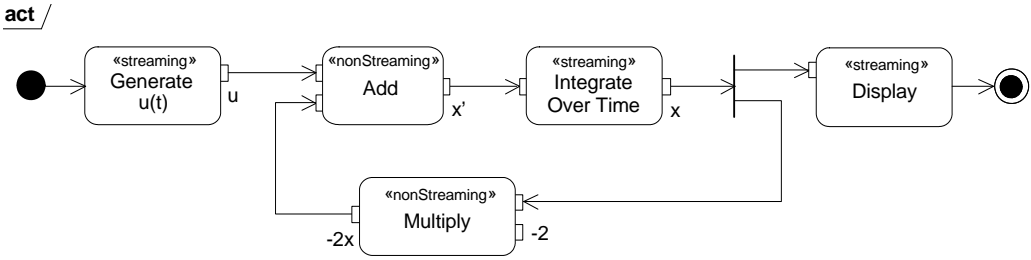 act
«streaming»
Generate
u(t)
u
«nonStreaming»
Add
x’
«streaming»
Integrate
Over Time
x
«streaming»
Display
«nonStreaming»
Multiply
-2x
-2